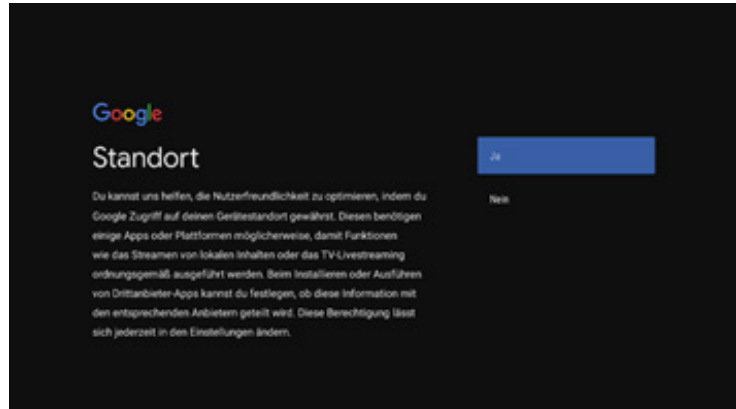 Google
Standort
Du kannst uns helfen, die Nutzerfreundlichkeit zu optimieren, indem du
Google Zugriff auf deinen Gerätestandort gewährst. Diesen benötigen
einige Apps oder Plattformen möglicherweise, damit Funktionen
wie das Streamen von lokalen Inhalten oder das TV-Livestreaming
ordnungsgemäß ausgeführt werden. Beim Installieren oder Ausführen
von Drittanbieter-Apps kannst du festlegen, ob diese Information mit
den entsprechenden Anbietern geteilt wird. Diese Berechtigung lässt
sich jederzeit in den Einstellungen ändern.
Ja
Nein